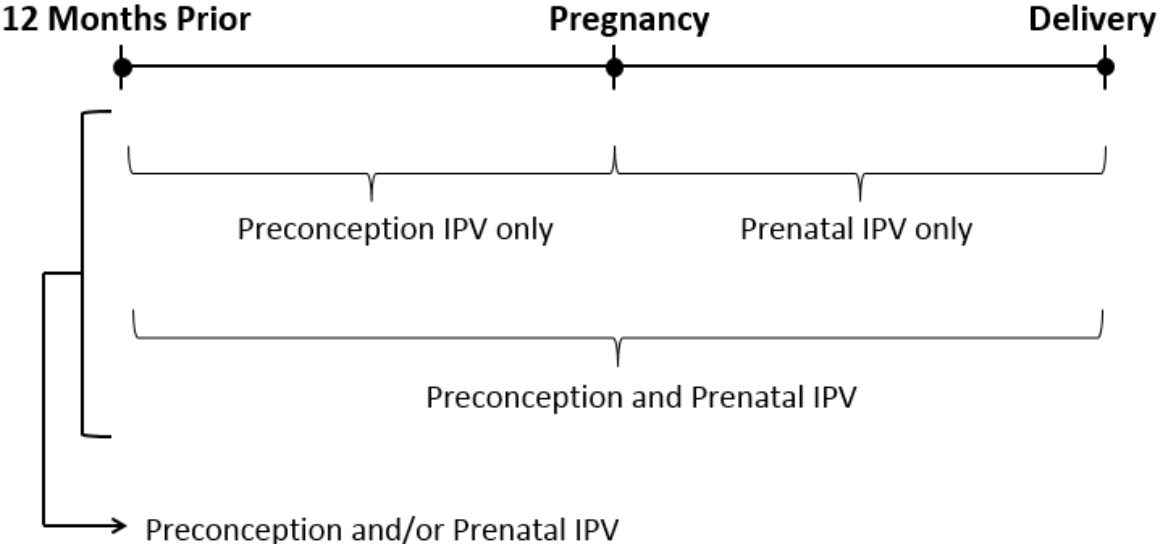 12 Months Prior
Pregnancy
Delivery
Preconception IPV only
Prenatal IPV only
Preconception and Prenatal IPV
Preconception and/or Prenatal IPV